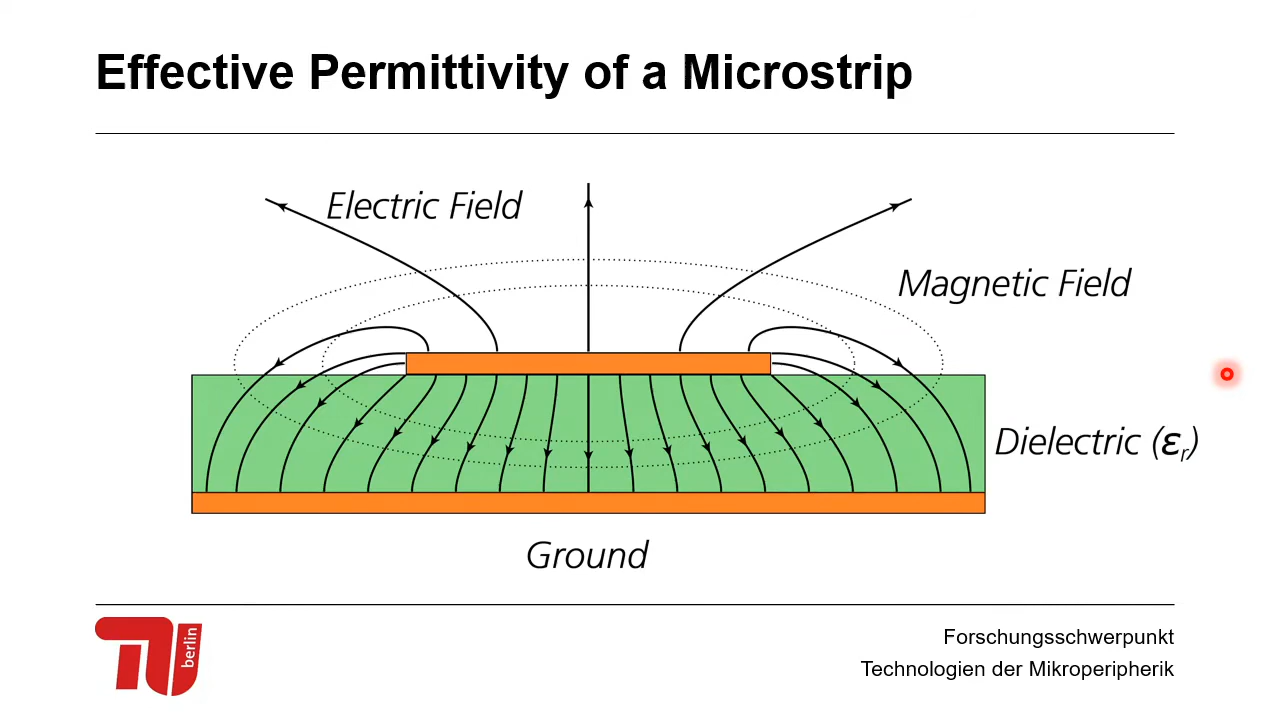 Effective Permittivity of a Microstrip
Electric Field
Magnetic Field
Dielectric (εr)
Ground
berlin
Forschungsschwerpunkt
Technologien der Mikroperipherik